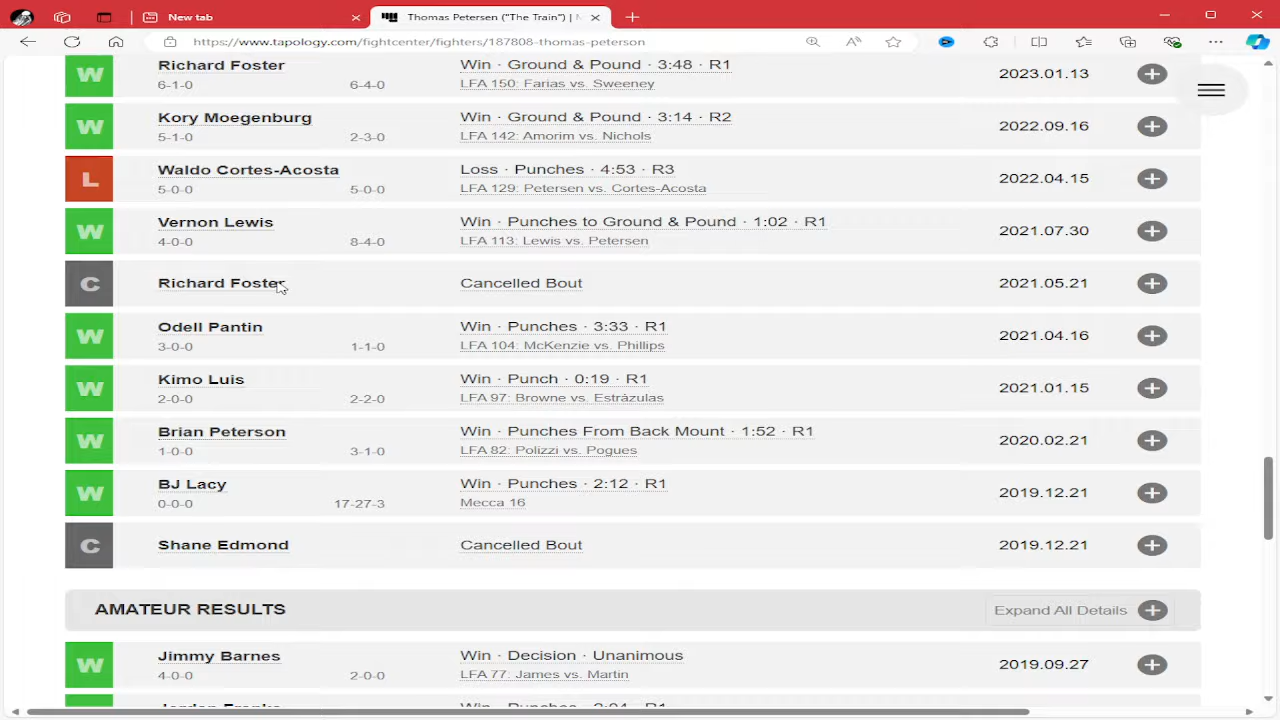 New tab
Thomas Petersen ("The Train") | M
https://www.tapology.com/fightcenter/fighters/187808-thomas-peterson
W Richard Foster Win · Ground & Pound · 3:48 · R1 2023.01.13
6-1-0 6-4-0 LFA 150: Farias vs. Sweeney
W Kory Moegenburg Win · Ground & Pound · 3:14 · R2 2022.09.16
5-1-0 2-3-0 LFA 142: Amorim vs. Nichols
L Waldo Cortes-Acosta Loss · Punches · 4:53 · R3 2022.04.15
5-0-0 5-0-0 LFA 129: Petersen vs. Cortes-Acosta
W Vernon Lewis Win · Punches to Ground & Pound · 1:02 · R1 2021.07.30
4-0-0 8-4-0 LFA 113: Lewis vs. Petersen
C Richard Foster Cancelled Bout 2021.05.21
W Odell Pantin Win · Punches · 3:33 · R1 2021.04.16
3-0-0 1-1-0 LFA 104: McKenzie vs. Phillips
W Kimo Luis Win · Punch · 0:19 · R1 2021.01.15
2-0-0 2-2-0 LFA 97: Browne vs. Estrázulas
W Brian Peterson Win · Punches From Back Mount · 1:52 · R1 2020.02.21
1-0-0 3-1-0 LFA 82: Polizzi vs. Pogues
W BJ Lacy Win · Punches · 2:12 · R1 2019.12.21
0-0-0 17-27-3 Mecca 16
C Shane Edmond Cancelled Bout 2019.12.21
AMATEUR RESULTS Expand All Details
W Jimmy Barnes Win · Decision · Unanimous 2019.09.27
4-0-0 2-0-0 LFA 77: James vs. Martin